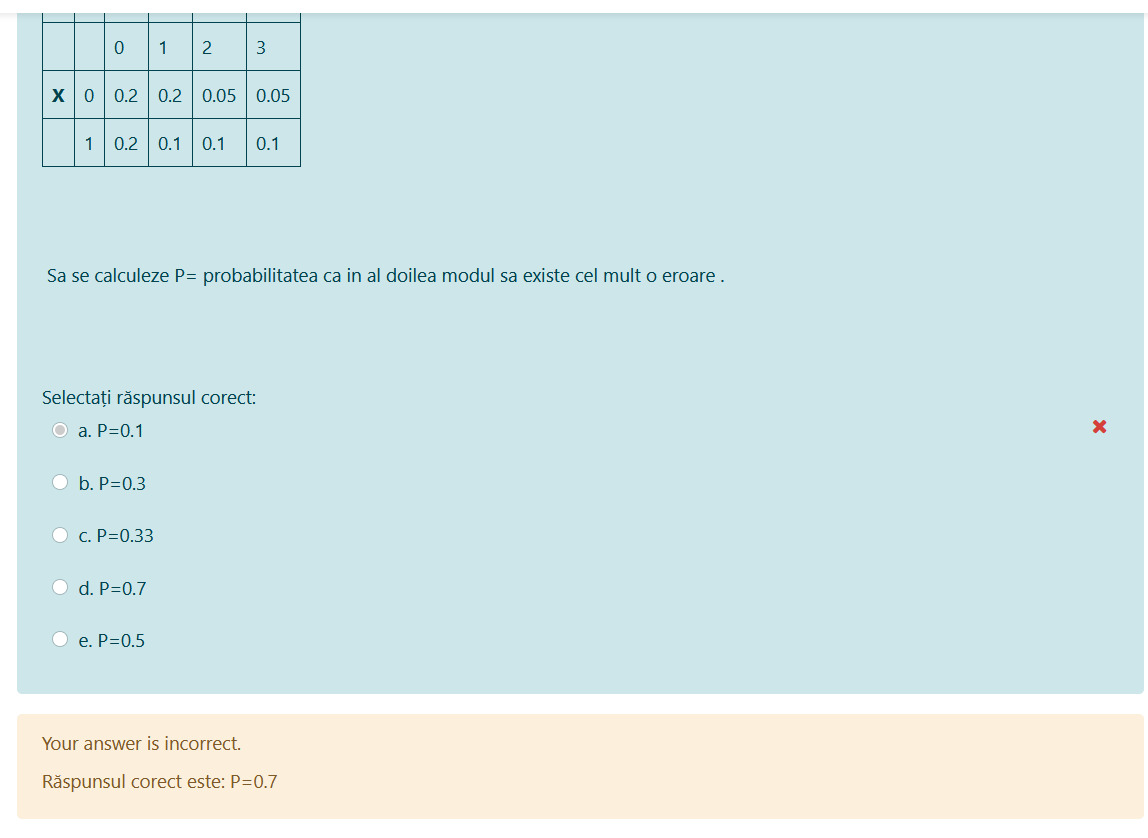 0 1 2 3
X 0 0.2 0.2 0.05 0.05
1 0.2 0.1 0.1 0.1
Sa se calculeze P= probabilitatea ca in al doilea modul sa existe cel mult o eroare .
Selectați răspunsul corect:
a. P=0.1
b. P=0.3
c. P=0.33
d. P=0.7
e. P=0.5
Your answer is incorrect.
Răspunsul corect este: P=0.7